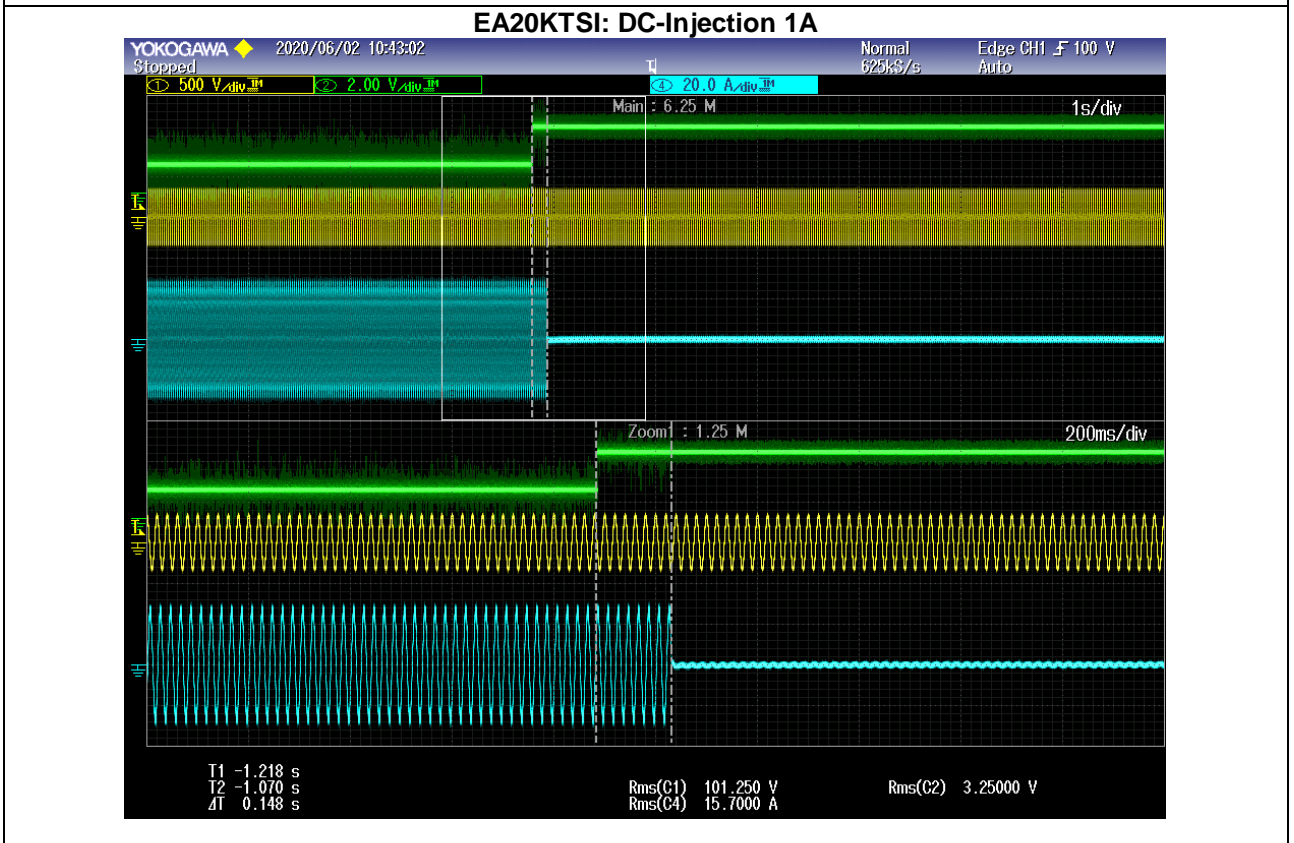 EA20KTSI: DC-Injection 1A
YOKOGAWA 2020/06/02 10:43:02 Normal Edge CH1 100 V
Stopped 625kS/s Auto
1 500 V/div 1M 2 2.00 V/div 1M 4 20.0 A/div 1M
Main : 6.25 M 1s/div
Zoom1 : 1.25 M 200ms/div
T1 -1.218 s
T2 -1.070 s Rms(C1) 101.250 V Rms(C2) 3.25000 V
ΔT 0.148 s Rms(C4) 15.7000 A